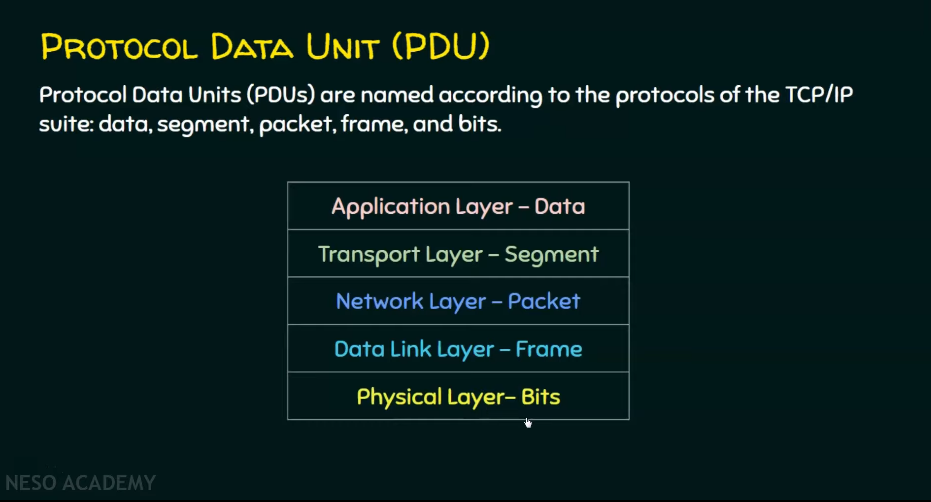 PROTOCOL DATA UNIT (PDU)
Protocol Data Units (PDUs) are named according to the protocols of the TCP/IP
suite: data, segment, packet, frame, and bits.
Application Layer – Data
Transport Layer – Segment
Network Layer – Packet
Data Link Layer – Frame
Physical Layer– Bits
NESO ACADEMY